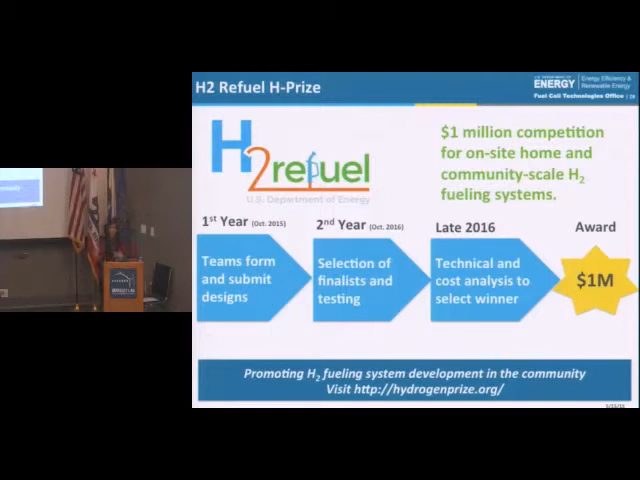 H2 Refuel H-Prize
U.S. DEPARTMENT OF
ENERGY
Energy Efficiency &
Renewable Energy
Fuel Cell Technologies Office | 28
H2refuel
U.S. Department of Energy
$1 million competition
for on-site home and
community-scale H2
fueling systems.
1st Year (Oct. 2015)
2nd Year (Oct. 2016)
Late 2016
Award
Teams form
and submit
designs
Selection of
finalists and
testing
Technical and
cost analysis to
select winner
$1M
Promoting H2 fueling system development in the community
Visit http://hydrogenprize.org/